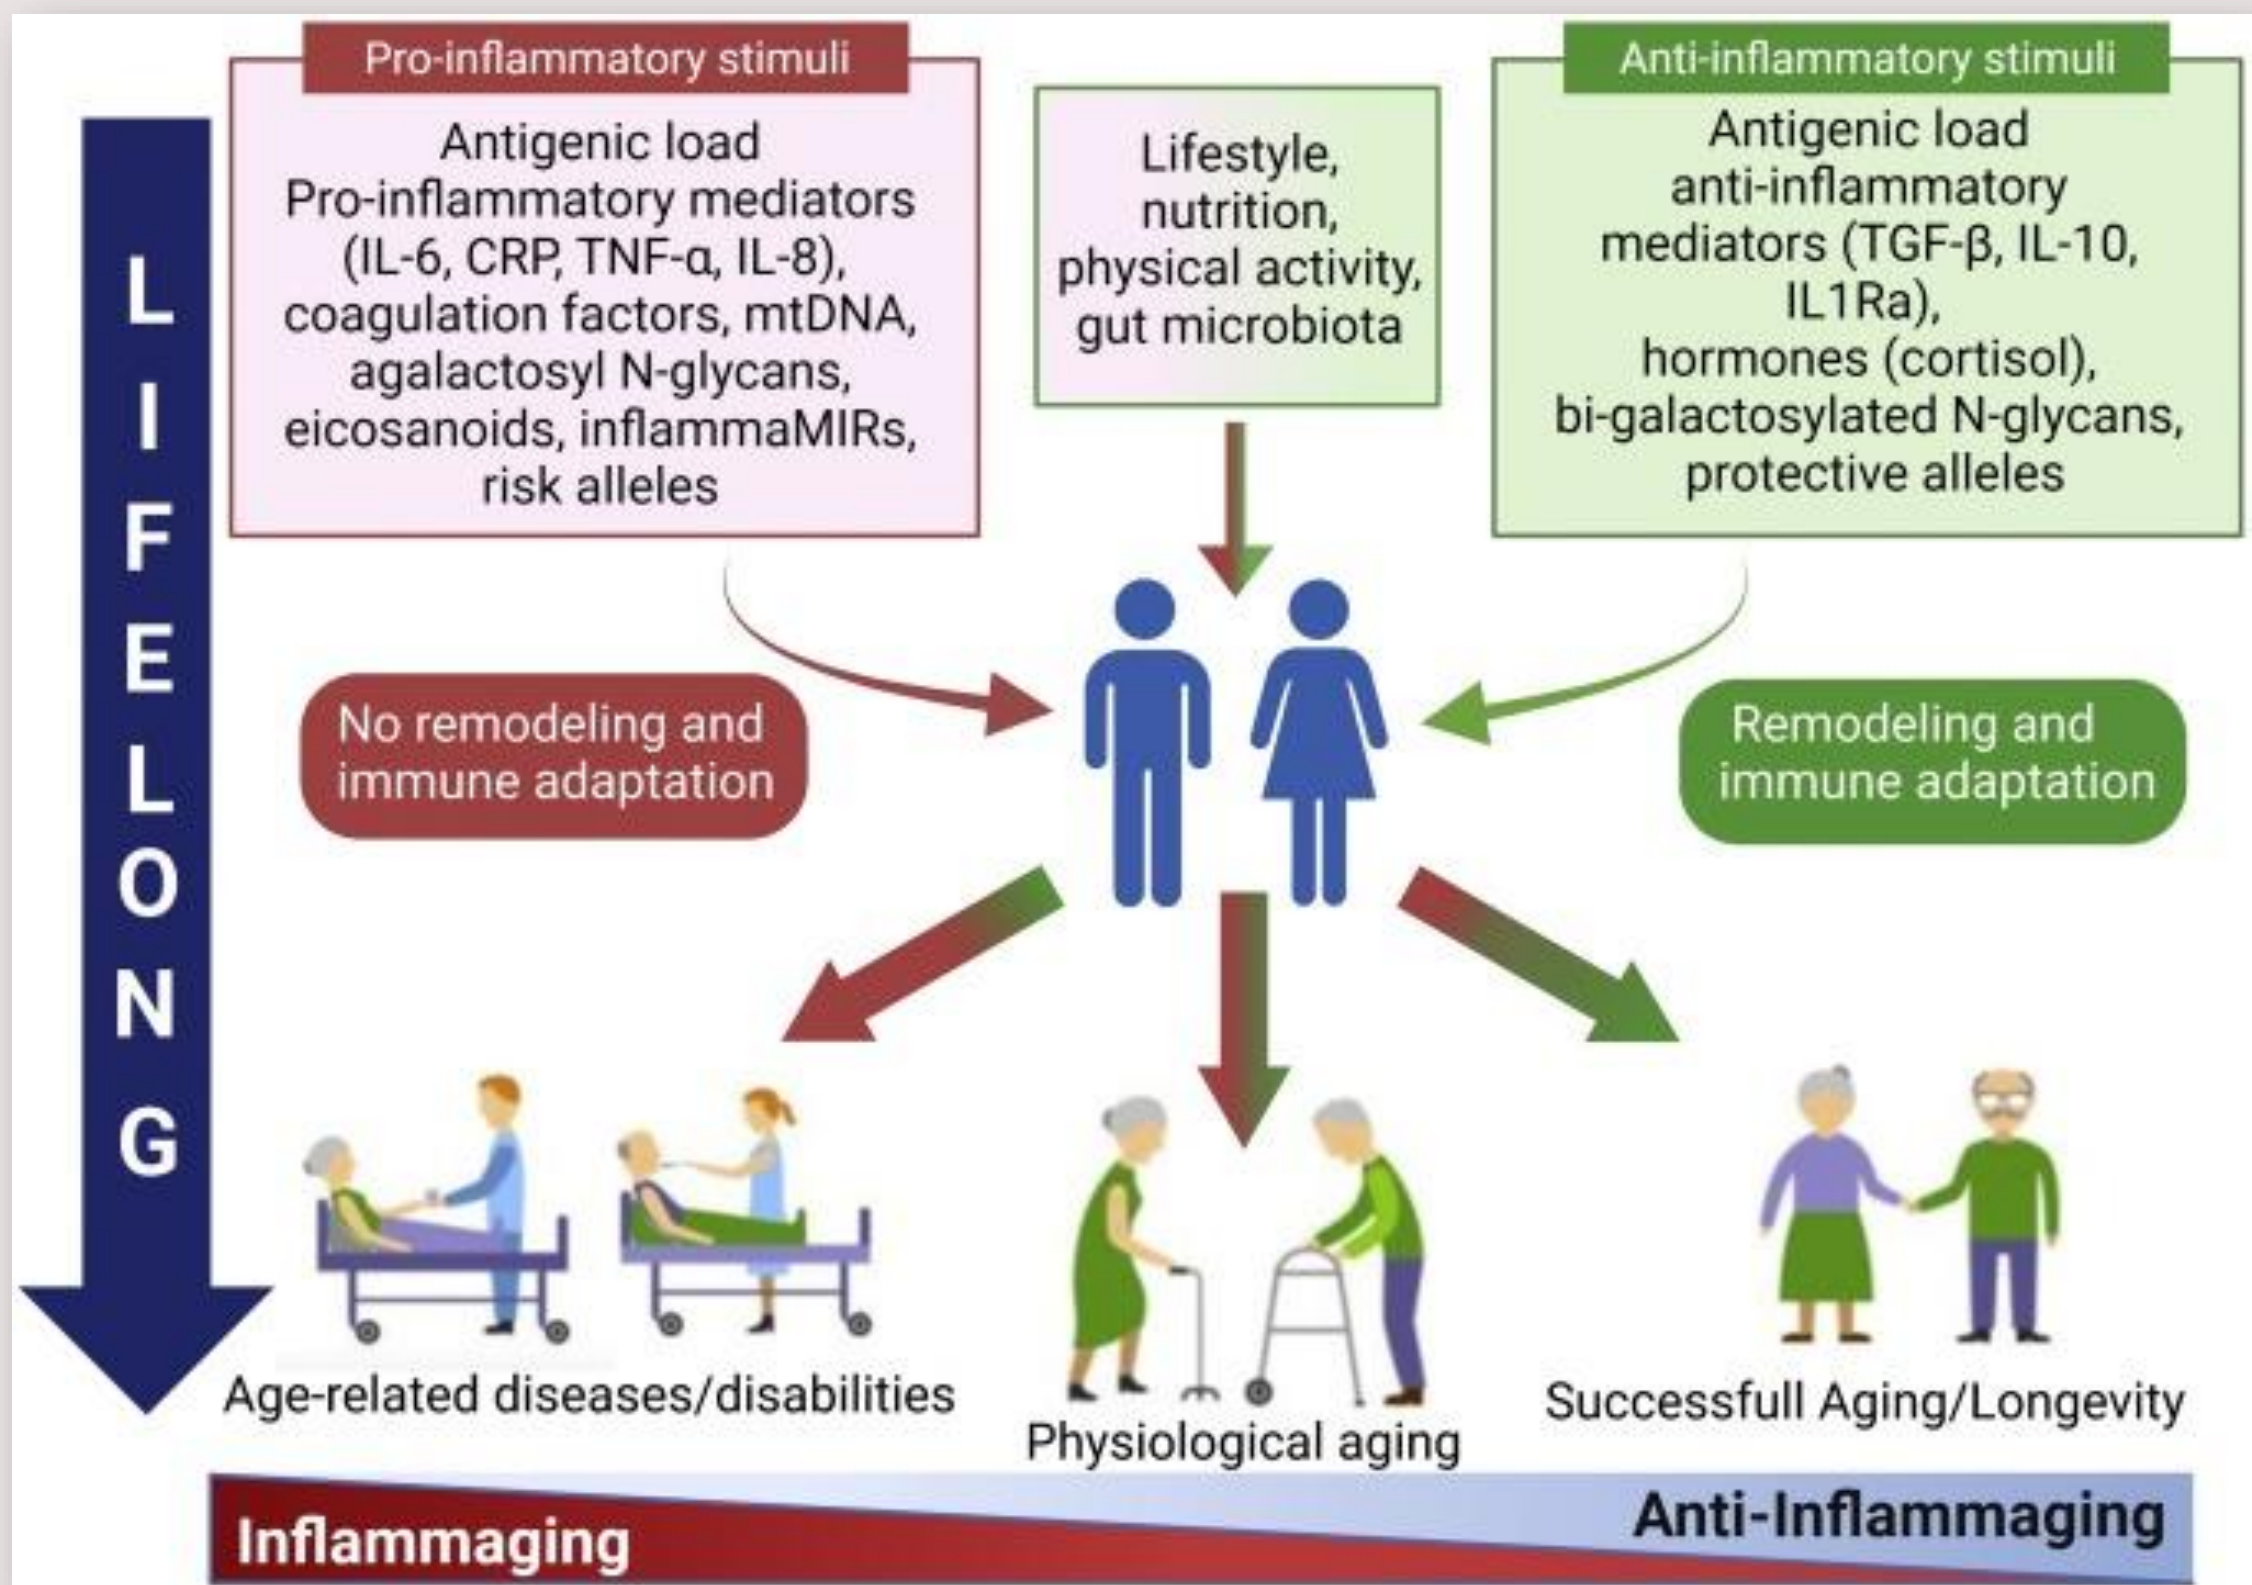 Pro-inflammatory stimuli
Antigenic load
Pro-inflammatory mediators
(IL-6, CRP, TNF-α, IL-8),
coagulation factors, mtDNA,
agalactosyl N-glycans,
eicosanoids, inflammaMIRs,
risk alleles
Lifestyle,
nutrition,
physical activity,
gut microbiota
Anti-inflammatory stimuli
Antigenic load
anti-inflammatory
mediators (TGF-β, IL-10,
IL1Ra),
hormones (cortisol),
bi-galactosylated N-glycans,
protective alleles
LIFELONG
No remodeling and
immune adaptation
Remodeling and
immune adaptation
Age-related diseases/disabilities
Physiological aging
Successfull Aging/Longevity
Inflammaging
Anti-Inflammaging